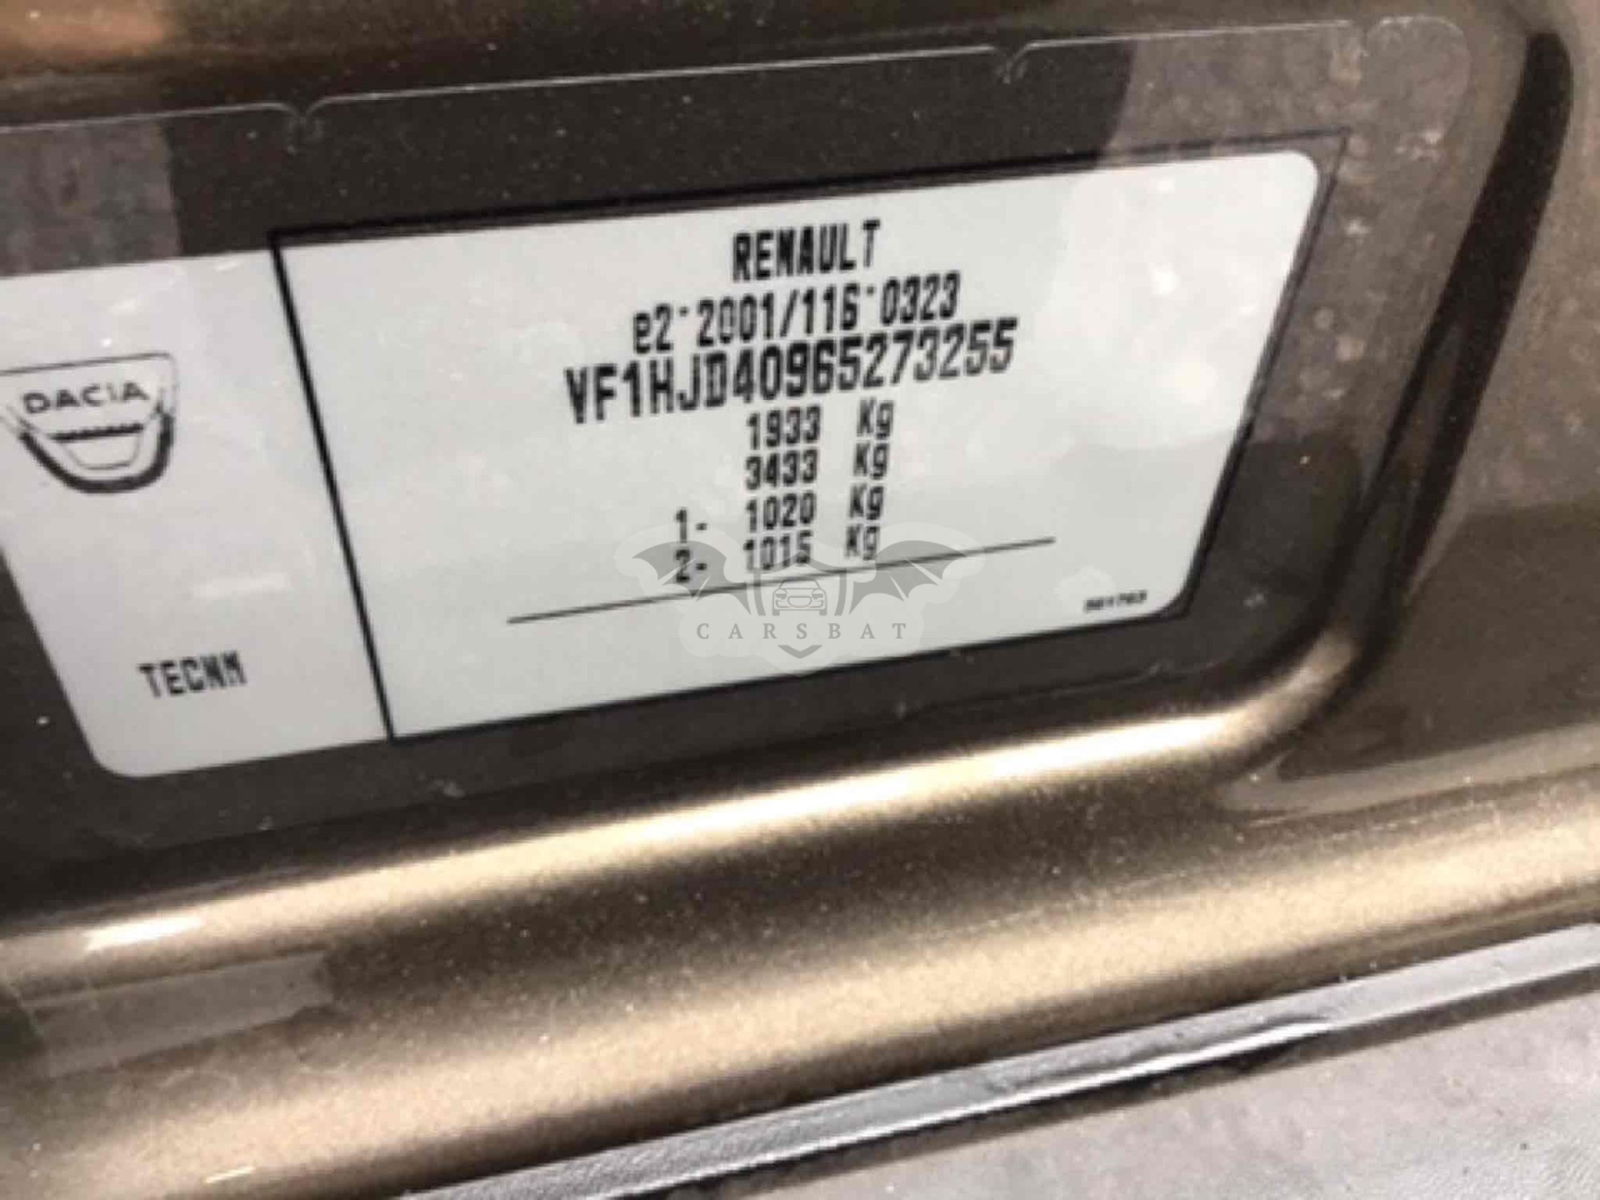 RENAULT
e2*2001/116*0323
VF1HJD40965273255
1933 Kg
3433 Kg
1- 1020 Kg
2- 1015 Kg
DACIA
TECNM
CARSBAT